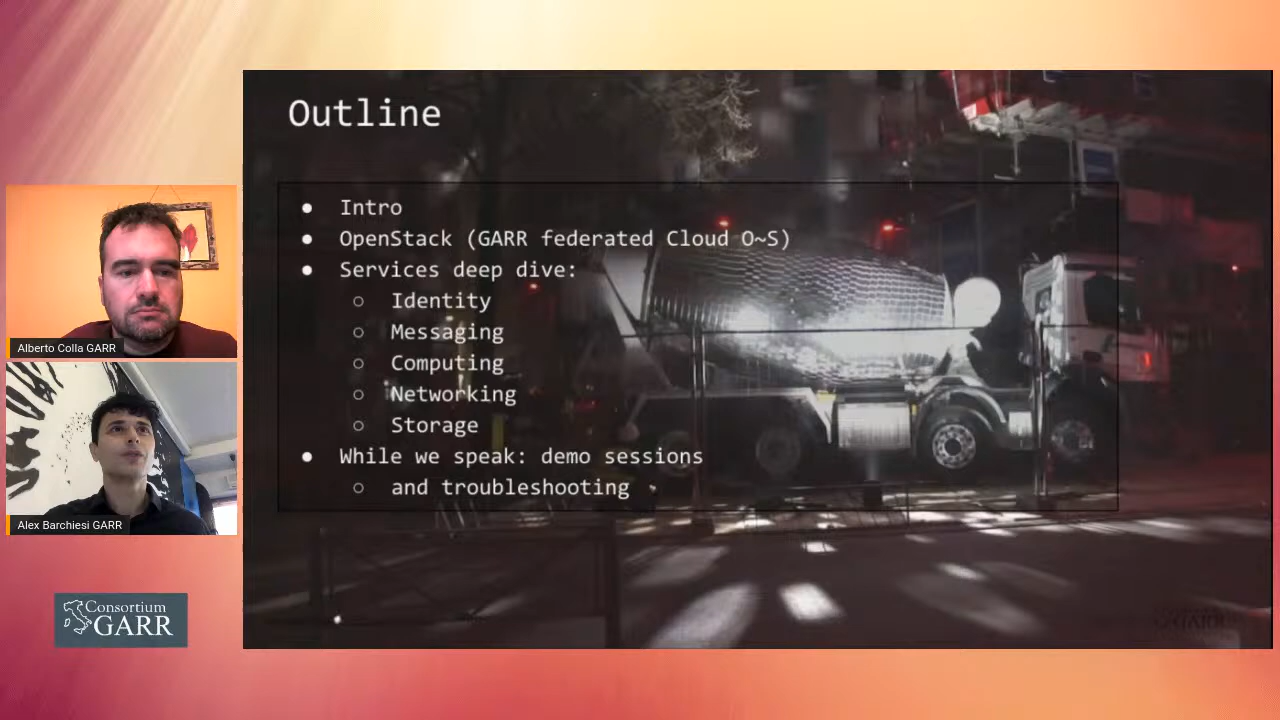 Outline
● Intro
● OpenStack (GARR federated Cloud O~S)
● Services deep dive:
○ Identity
○ Messaging
○ Computing
○ Networking
○ Storage
● While we speak: demo sessions
○ and troubleshooting
Alberto Colla GARR
Alex Barchiesi GARR
Consortium
GARR